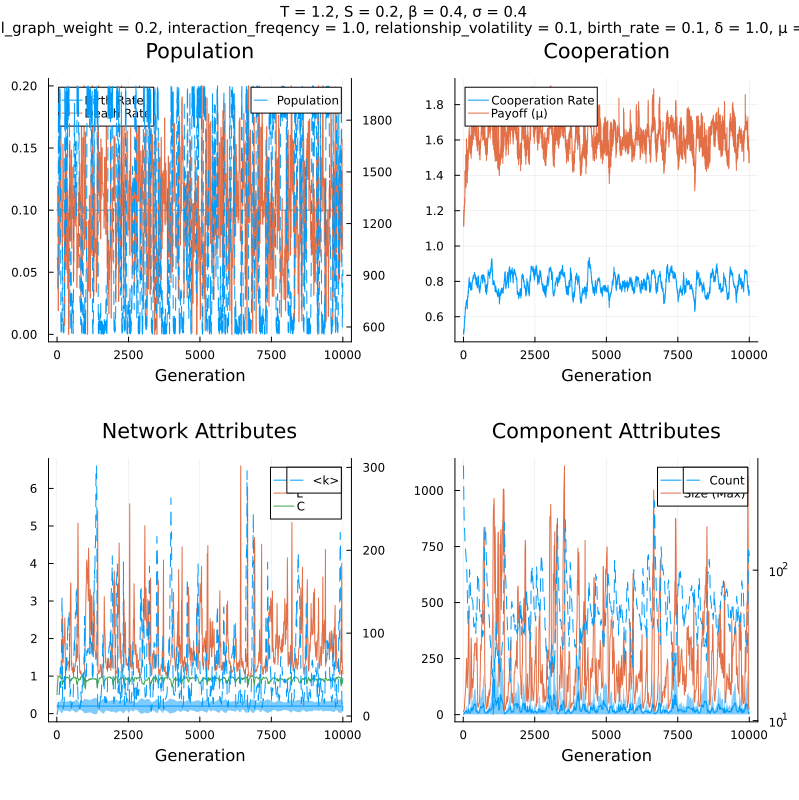 T = 1.2, S = 0.2, β = 0.4, σ = 0.4
l_graph_weight = 0.2, interaction_freqency = 1.0, relationship_volatility = 0.1, birth_rate = 0.1, δ = 1.0, μ =
Population
Cooperation
0.20
0.15
0.10
0.05
0.00
Birth Rate
Death Rate
Population
1800
1500
1200
900
600
0
2500
5000
7500
10000
Generation
1.8
1.6
1.4
1.2
1.0
0.8
0.6
Cooperation Rate
Payoff (μ)
0
2500
5000
7500
10000
Generation
Network Attributes
Component Attributes
6
5
4
3
2
1
0
<k>
C
300
200
100
0
0
2500
5000
7500
10000
Generation
1000
750
500
250
0
Count
Size (Max)
10²
10¹
0
2500
5000
7500
10000
Generation